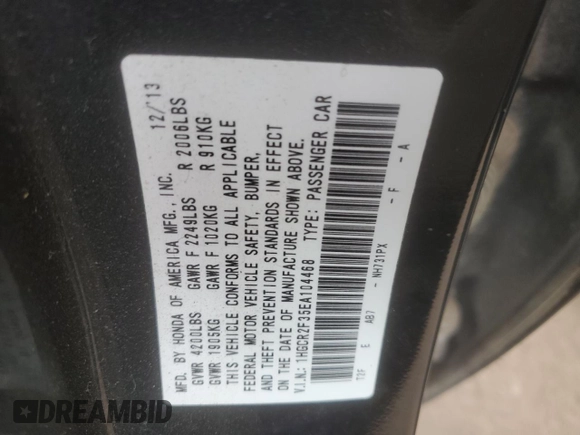 MFD. BY HONDA OF AMERICA MFG., INC. 12/'13
GVWR 4200LBS GAWR F 2249LBS R 2006LBS
GVWR 1905KG GAWR F 1020KG R 910KG
THIS VEHICLE CONFORMS TO ALL APPLICABLE
FEDERAL MOTOR VEHICLE SAFETY, BUMPER,
AND THEFT PREVENTION STANDARDS IN EFFECT
ON THE DATE OF MANUFACTURE SHOWN ABOVE.
V.I.N.: 1HGCR2F35EA104468 TYPE: PASSENGER CAR
T2F E AB7 - NH731PX - F - A
DREAMBID